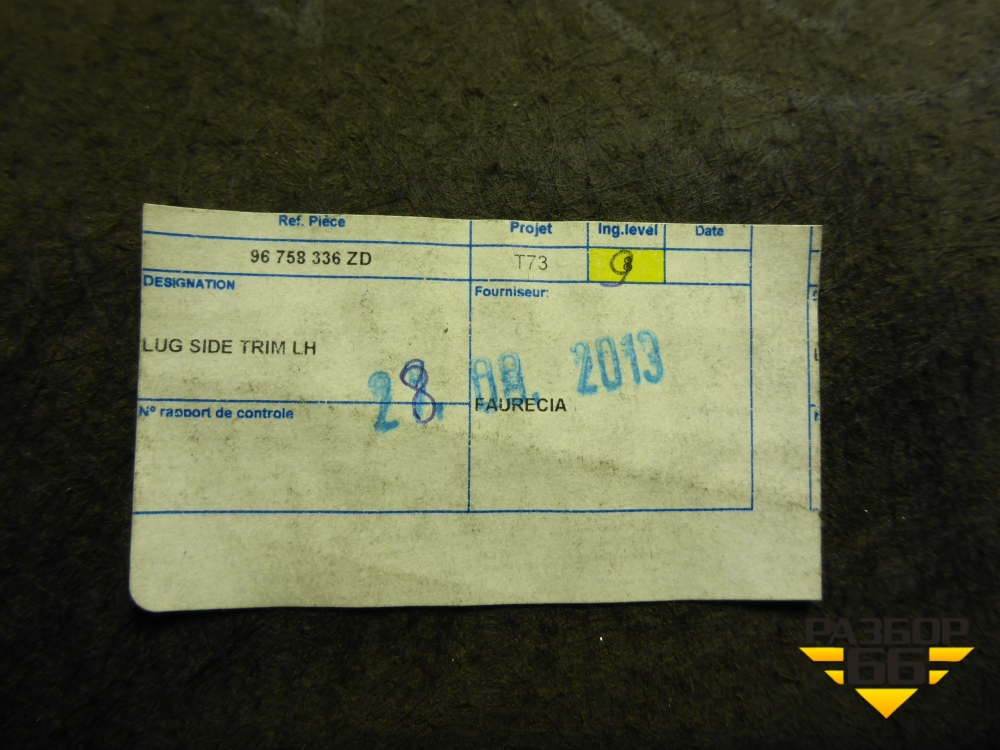 Ref. Pièce Projet Ing.level Date
96 758 336 ZD T73 9
DESIGNATION
Fourniseur:
LUG SIDE TRIM LH
28. 08. 2013
FAURECIA
N° rapport de controle
РАЗБОР
66